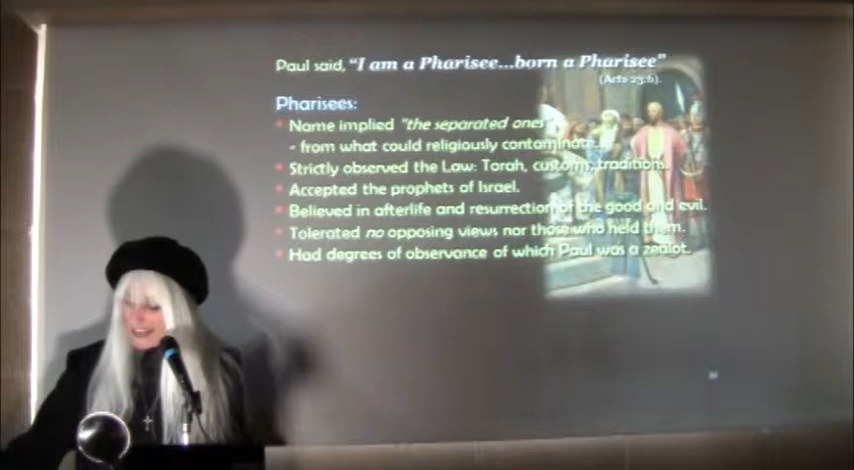 Paul said, "I am a Pharisee...born a Pharisee"
(Acts 23:6).
Pharisees:
• Name implied "the separated ones"
- from what could religiously contaminate.
• Strictly observed the Law: Torah, customs, traditions.
• Accepted the prophets of Israel.
• Believed in afterlife and resurrection of the good and evil.
• Tolerated no opposing views nor those who held them.
• Had degrees of observance of which Paul was a zealot.